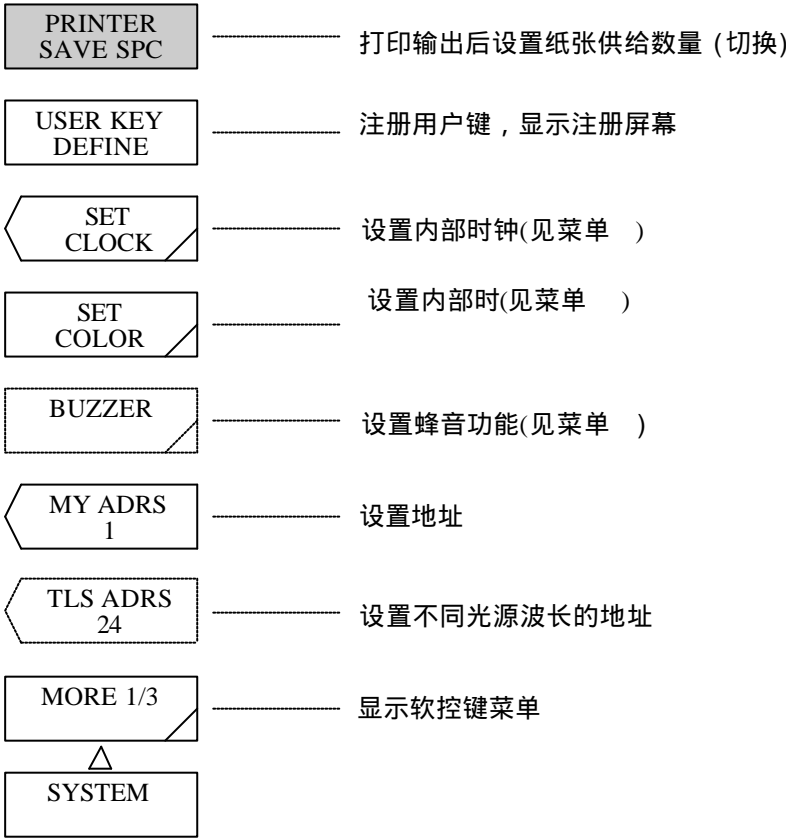 PRINTER
SAVE SPC
打印输出后设置纸张供给数量 (切换)
USER KEY
DEFINE
注册用户键，显示注册屏幕
SET
CLOCK
设置内部时钟(见菜单 )
SET
COLOR
设置内部时(见菜单 )
BUZZER
设置蜂音功能(见菜单 )
MY ADRS
1
设置地址
TLS ADRS
24
设置不同光源波长的地址
MORE 1/3
显示软控键菜单
SYSTEM